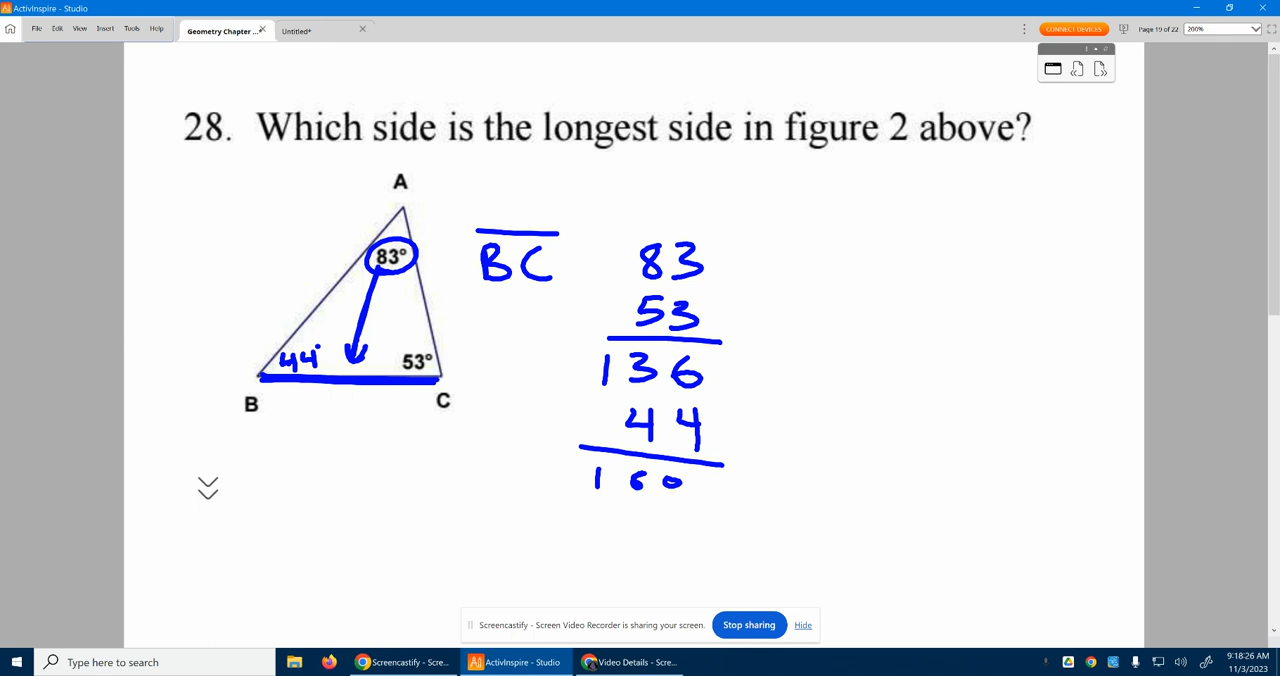 ActivInspire - Studio
File Edit View Insert Tools Help
Geometry Chapter ...
Untitled*
CONNECT DEVICES
Page 19 of 22
200%
28. Which side is the longest side in figure 2 above?
A
83°
44°
53°
B
C
BC
83
53
136
44
180
Screencastify - Screen Video Recorder is sharing your screen.
Stop sharing
Hide
Type here to search
Screencastify - Scre...
ActivInspire - Studio
Video Details - Scre...
9:18:26 AM
11/3/2023